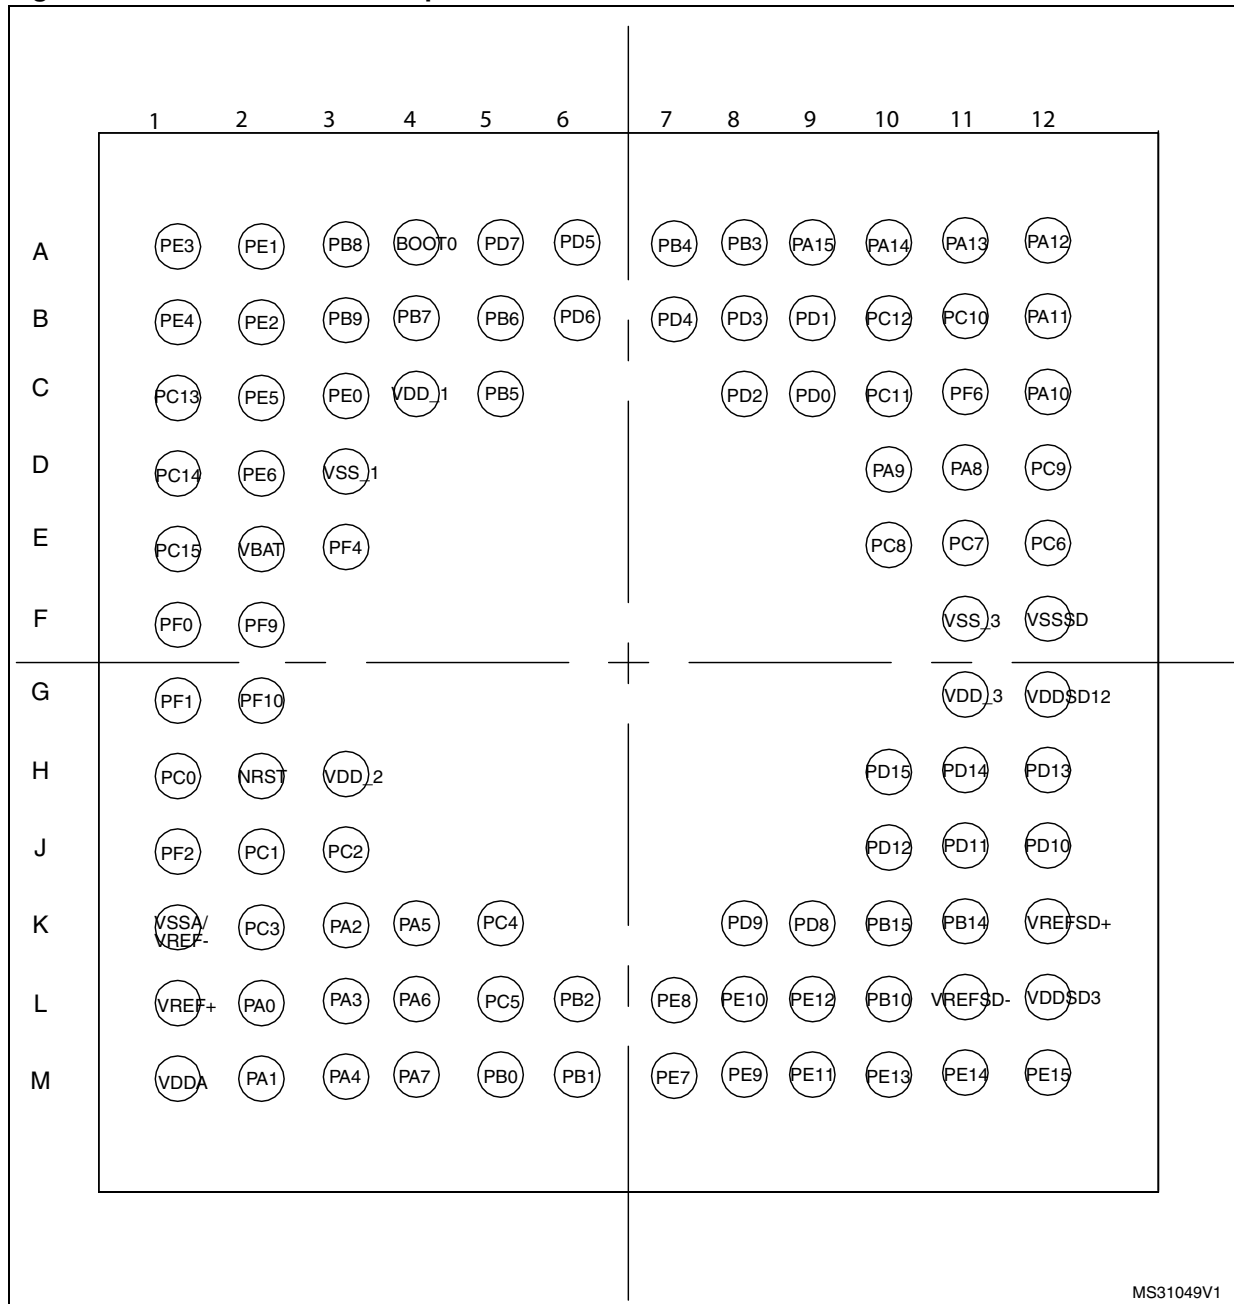 1 2 3 4 5 6 7 8 9 10 11 12
A PE3 PE1 PB8 BOOT0 PD7 PD5 PB4 PB3 PA15 PA14 PA13 PA12
B PE4 PE2 PB9 PB7 PB6 PD6 PD4 PD3 PD1 PC12 PC10 PA11
C PC13 PE5 PE0 VDD_1 PB5 PD2 PD0 PC11 PF6 PA10
D PC14 PE6 VSS_1 PA9 PA8 PC9
E PC15 VBAT PF4 PC8 PC7 PC6
F PF0 PF9 VSS_3 VSSSD
G PF1 PF10 VDD_3 VDDSD12
H PC0 NRST VDD_2 PD15 PD14 PD13
J PF2 PC1 PC2 PD12 PD11 PD10
K VSSA/
VREF- PC3 PA2 PA5 PC4 PD9 PD8 PB15 PB14 VREFSD+
L VREF+ PA0 PA3 PA6 PC5 PB2 PE8 PE10 PE12 PB10 VREFSD- VDDSD3
M VDDA PA1 PA4 PA7 PB0 PB1 PE7 PE9 PE11 PE13 PE14 PE15
MS31049V1